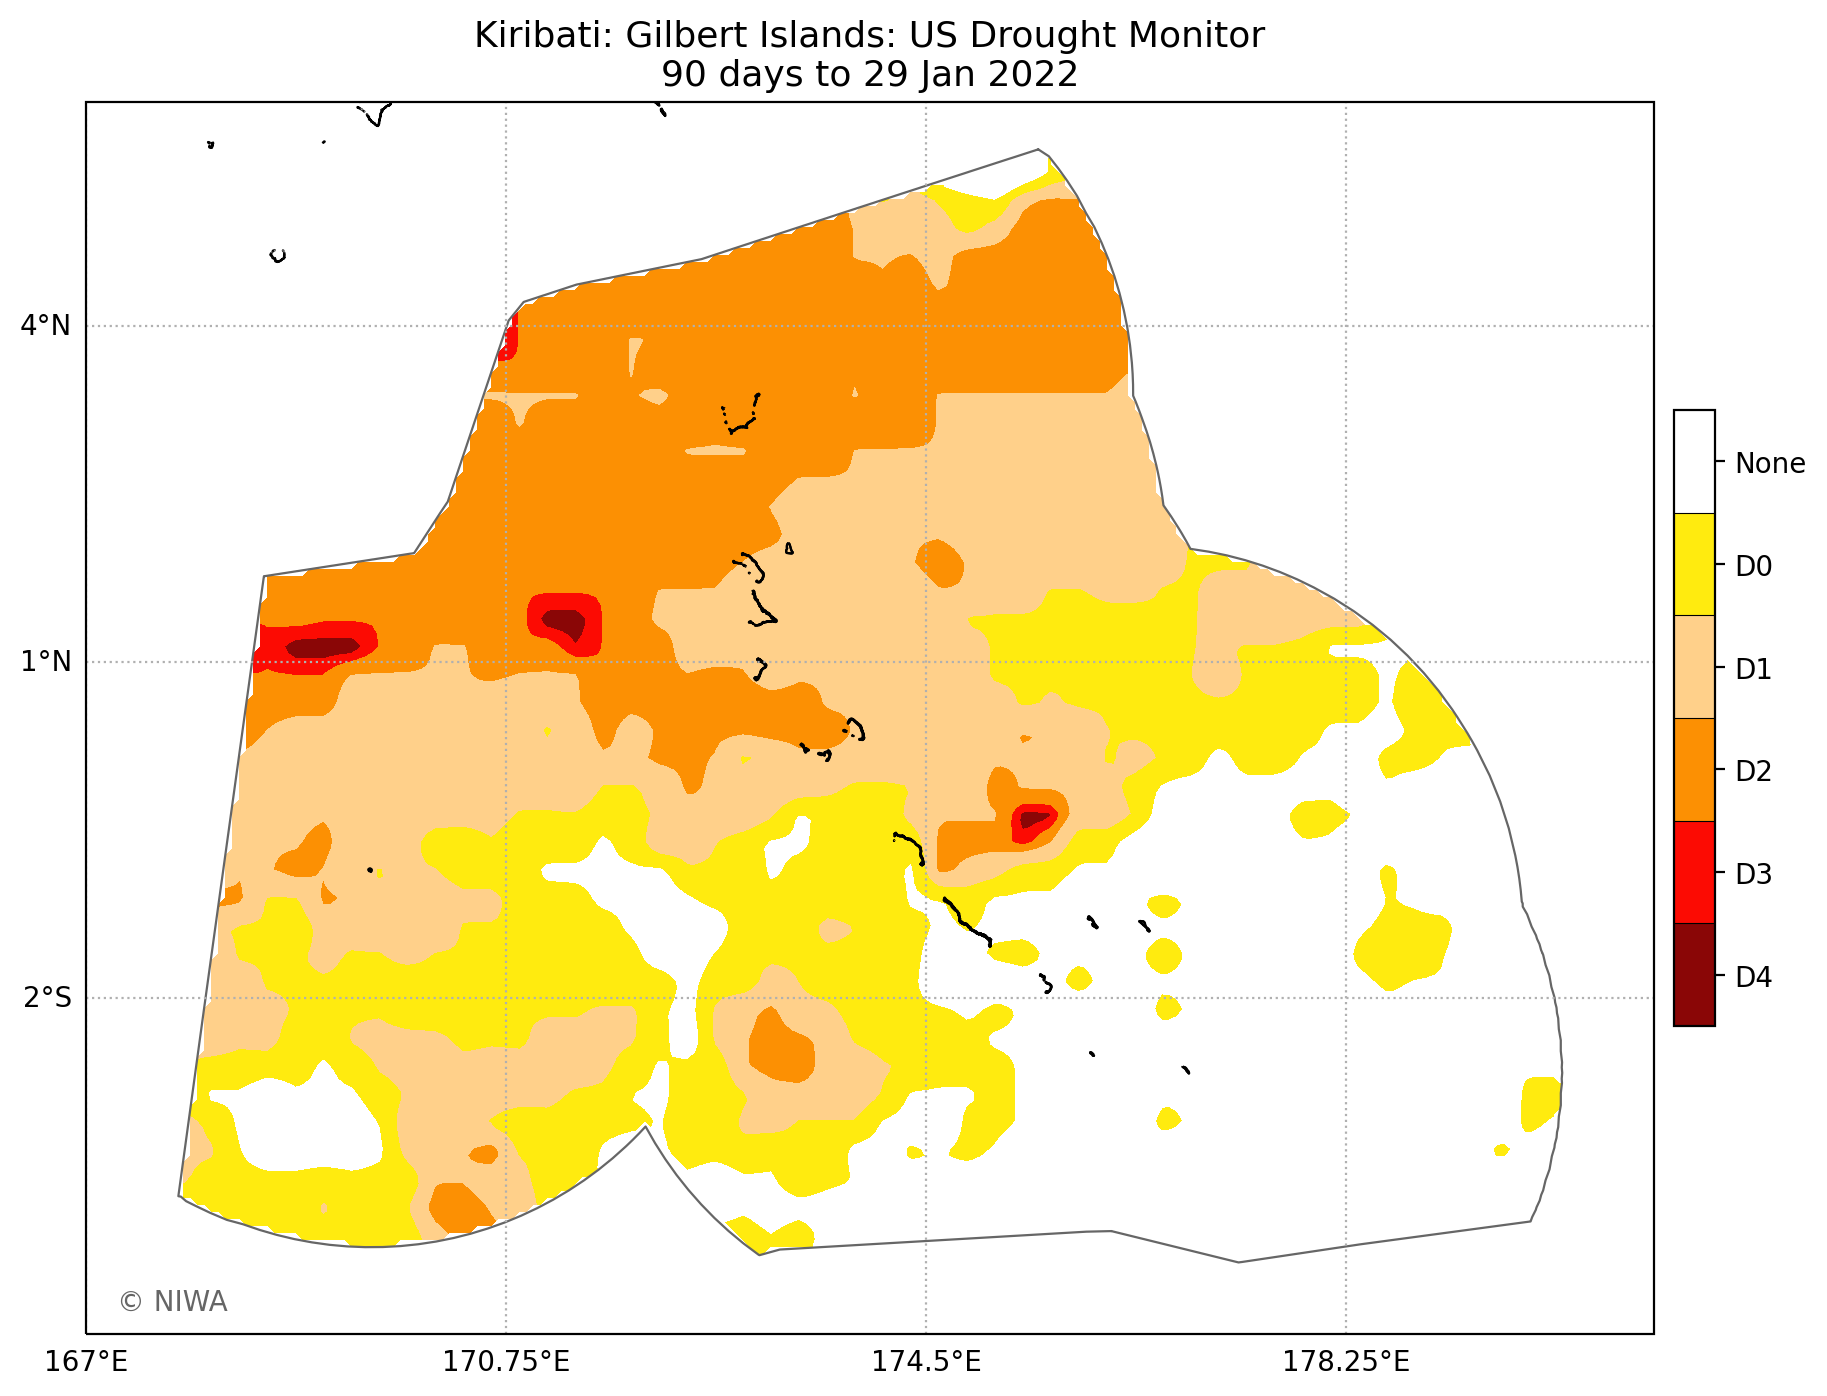 Kiribati: Gilbert Islands: US Drought Monitor
90 days to 29 Jan 2022
4°N
1°N
2°S
None
D0
D1
D2
D3
D4
© NIWA
167°E
170.75°E
174.5°E
178.25°E